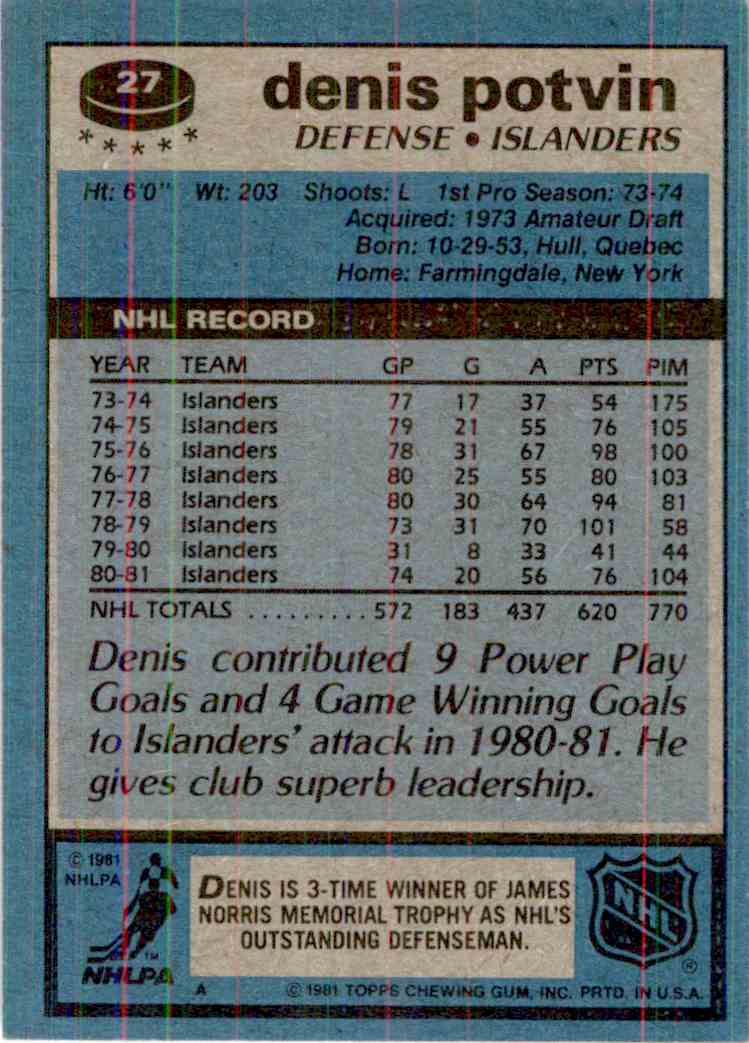 27
denis potvin
DEFENSE • ISLANDERS
Ht: 6'0" Wt: 203 Shoots: L 1st Pro Season: 73-74
Acquired: 1973 Amateur Draft
Born: 10-29-53, Hull, Quebec
Home: Farmingdale, New York
NHL RECORD
YEAR TEAM GP G A PTS PIM
73-74 Islanders 77 17 37 54 175
74-75 Islanders 79 21 55 76 105
75-76 Islanders 78 31 67 98 100
76-77 Islanders 80 25 55 80 103
77-78 Islanders 80 30 64 94 81
78-79 Islanders 73 31 70 101 58
79-80 Islanders 31 8 33 41 44
80-81 Islanders 74 20 56 76 104
NHL TOTALS .......... 572 183 437 620 770
Denis contributed 9 Power Play
Goals and 4 Game Winning Goals
to Islanders' attack in 1980-81. He
gives club superb leadership.
© 1981
NHLPA
TM
NHLPA
DENIS IS 3-TIME WINNER OF JAMES
NORRIS MEMORIAL TROPHY AS NHL'S
OUTSTANDING DEFENSEMAN.
NHL
®
A © 1981 TOPPS CHEWING GUM, INC. PRTD. IN U.S.A.